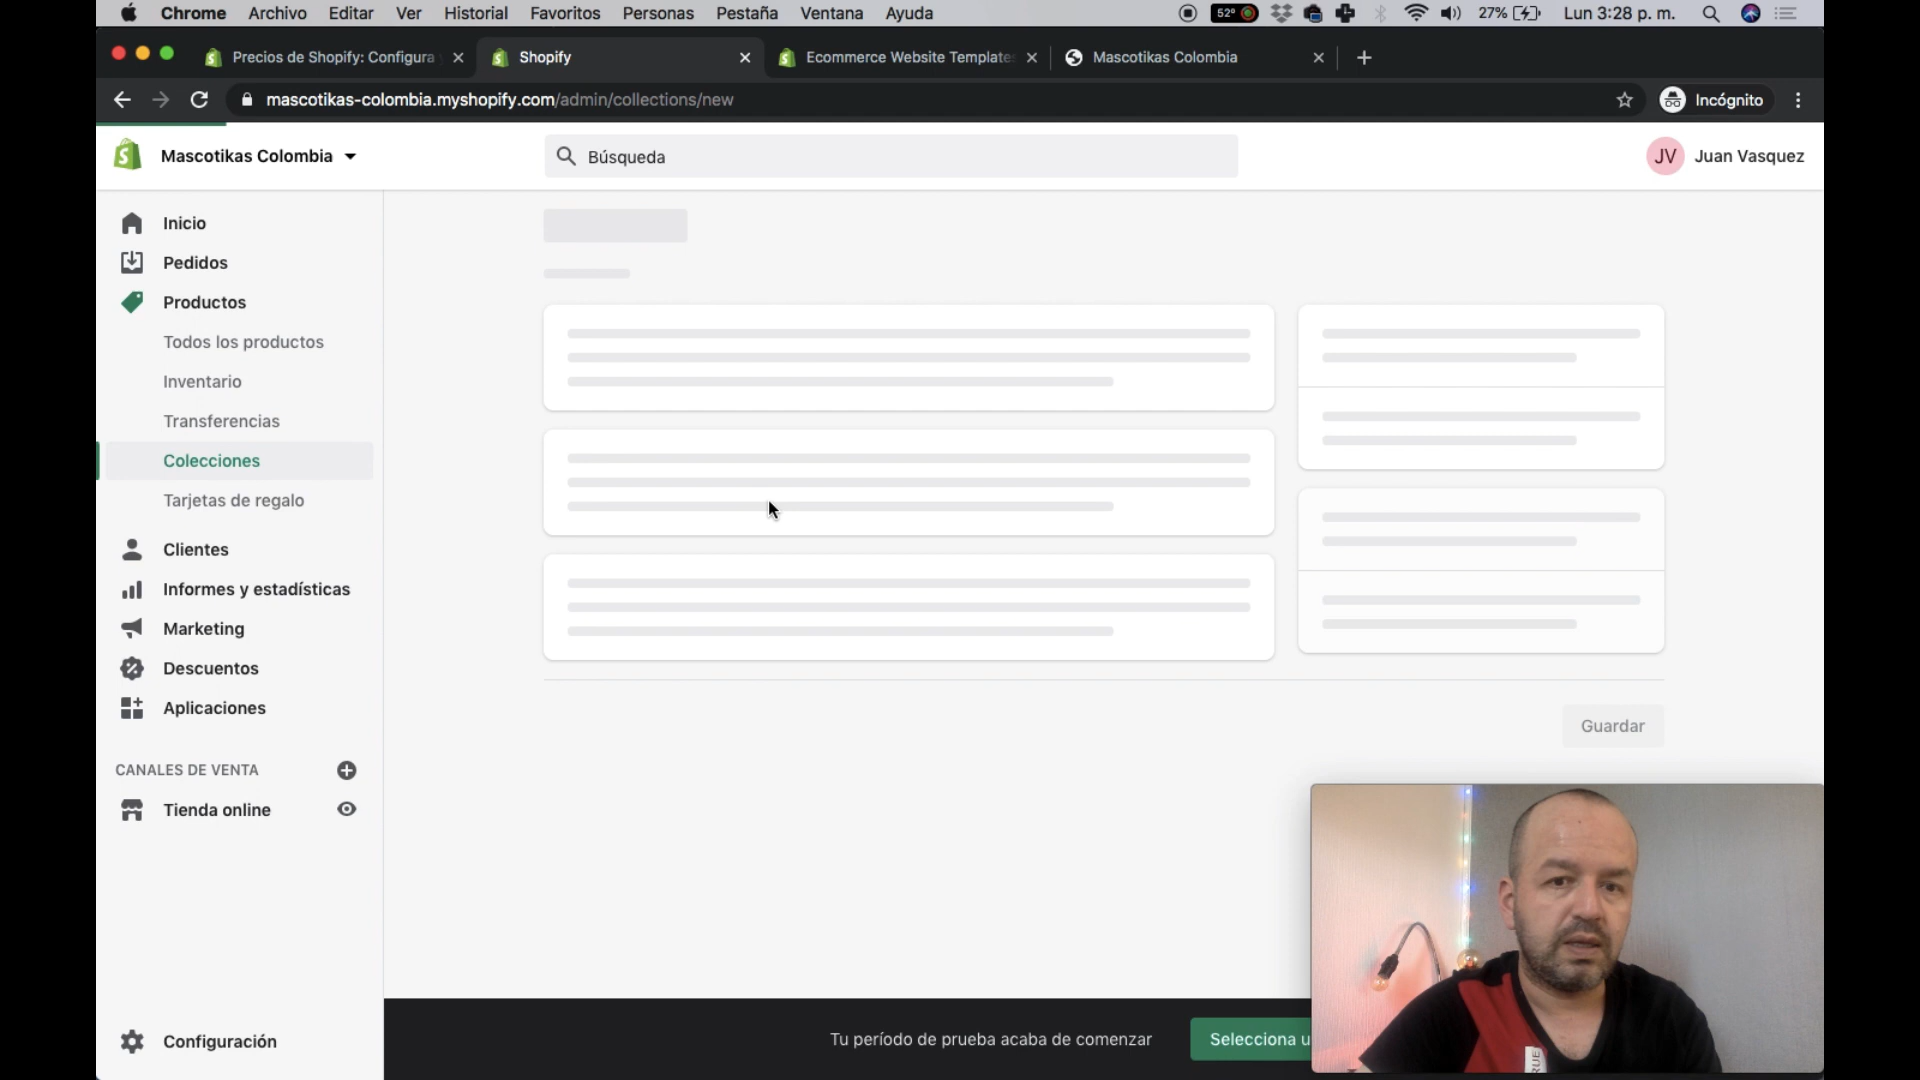 Chrome Archivo Editar Ver Historial Favoritos Personas Pestaña Ventana Ayuda 52° 27% Lun 3:28 p. m.
Precios de Shopify: Configura Shopify Ecommerce Website Templates Mascotikas Colombia
mascotikas-colombia.myshopify.com/admin/collections/new Incógnito
Mascotikas Colombia Búsqueda JV Juan Vasquez
Inicio
Pedidos
Productos
Todos los productos
Inventario
Transferencias
Colecciones
Tarjetas de regalo
Clientes
Informes y estadísticas
Marketing
Descuentos
Aplicaciones
Guardar
CANALES DE VENTA
Tienda online
Configuración
Tu período de prueba acaba de comenzar Selecciona u